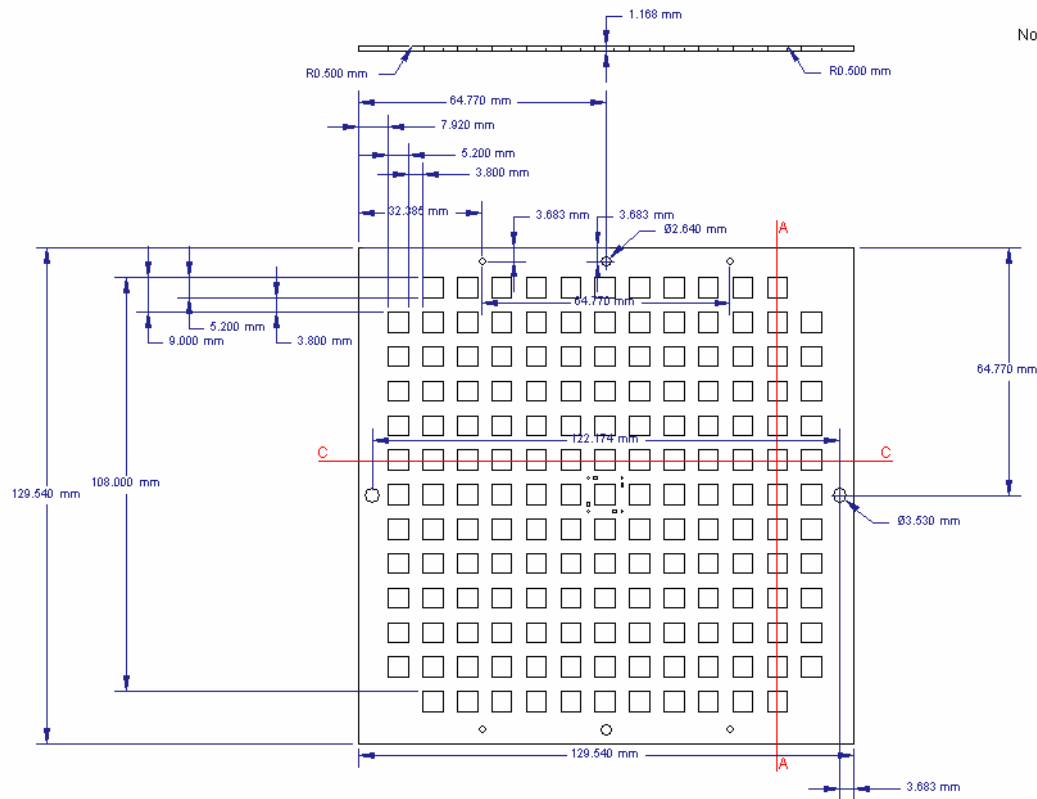 1.168 mm
No
R0.500 mm
R0.500 mm
64.770 mm
7.920 mm
5.200 mm
3.800 mm
32.385 mm
3.683 mm
3.683 mm
Ø2.640 mm
A
64.770 mm
5.200 mm
9.000 mm
3.800 mm
64.770 mm
122.174 mm
C
C
108.000 mm
129.540 mm
Ø3.530 mm
129.540 mm
A
3.683 mm